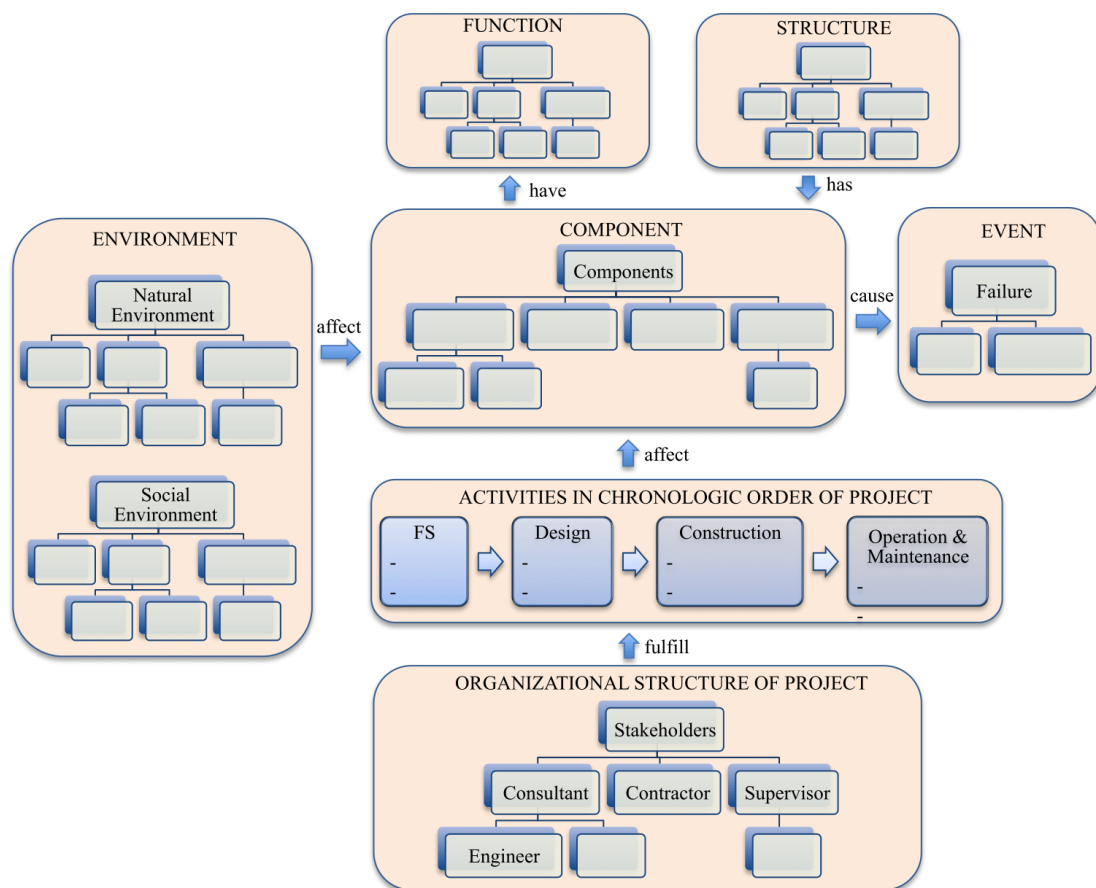 FUNCTION
STRUCTURE
have
has
ENVIRONMENT
Natural
Environment
Social
Environment
affect
COMPONENT
Components
cause
EVENT
Failure
affect
ACTIVITIES IN CHRONOLOGIC ORDER OF PROJECT
FS
-
-
Design
-
-
Construction
-
-
Operation &
Maintenance
-
-
fulfill
ORGANIZATIONAL STRUCTURE OF PROJECT
Stakeholders
Consultant
Contractor
Supervisor
Engineer